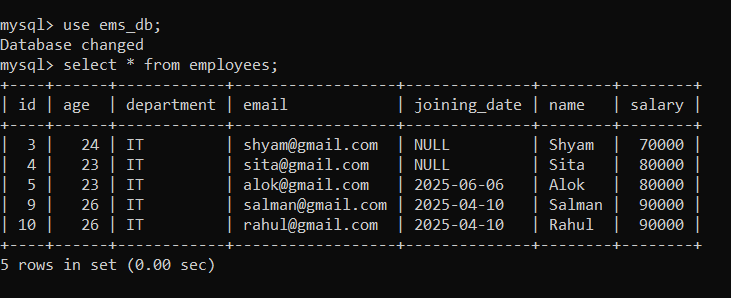 mysql> use ems_db;
Database changed
mysql> select * from employees;
+----+------+------------+------------------+--------------+--------+--------+
| id | age  | department | email            | joining_date | name   | salary |
+----+------+------------+------------------+--------------+--------+--------+
|  3 |   24 | IT         | shyam@gmail.com  | NULL         | Shyam  |  70000 |
|  4 |   23 | IT         | sita@gmail.com   | NULL         | Sita   |  80000 |
|  5 |   23 | IT         | alok@gmail.com   | 2025-06-06   | Alok   |  80000 |
|  9 |   26 | IT         | salman@gmail.com | 2025-04-10   | Salman |  90000 |
| 10 |   26 | IT         | rahul@gmail.com  | 2025-04-10   | Rahul  |  90000 |
+----+------+------------+------------------+--------------+--------+--------+
5 rows in set (0.00 sec)